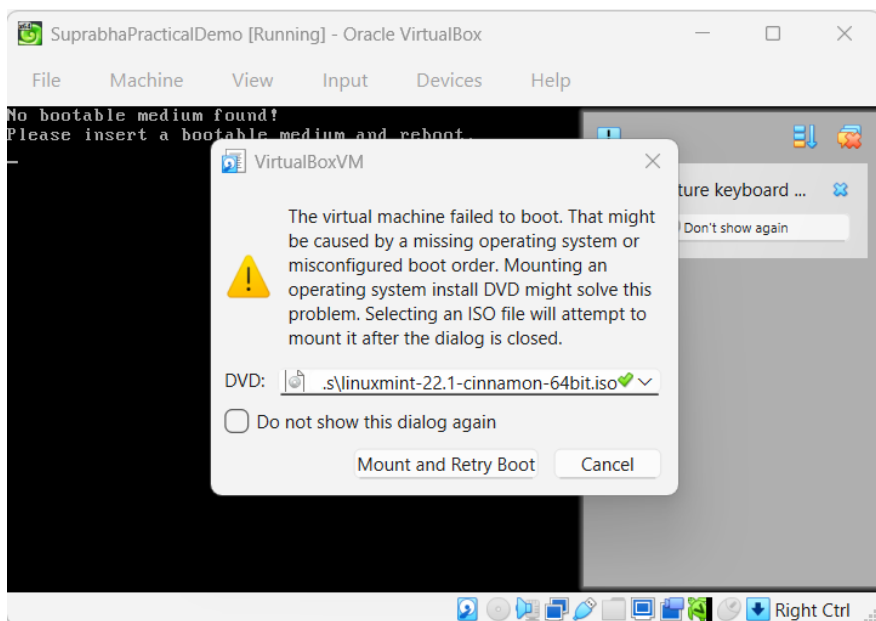 SuprabhaPracticalDemo [Running] - Oracle VirtualBox
File Machine View Input Devices Help
No bootable medium found!
Please insert a bootable medium and reboot.
VirtualBoxVM
The virtual machine failed to boot. That might
be caused by a missing operating system or
misconfigured boot order. Mounting an
operating system install DVD might solve this
problem. Selecting an ISO file will attempt to
mount it after the dialog is closed.
DVD: .s\linuxmint-22.1-cinnamon-64bit.iso
Do not show this dialog again
Mount and Retry Boot Cancel
ture keyboard ...
Don't show again
Right Ctrl